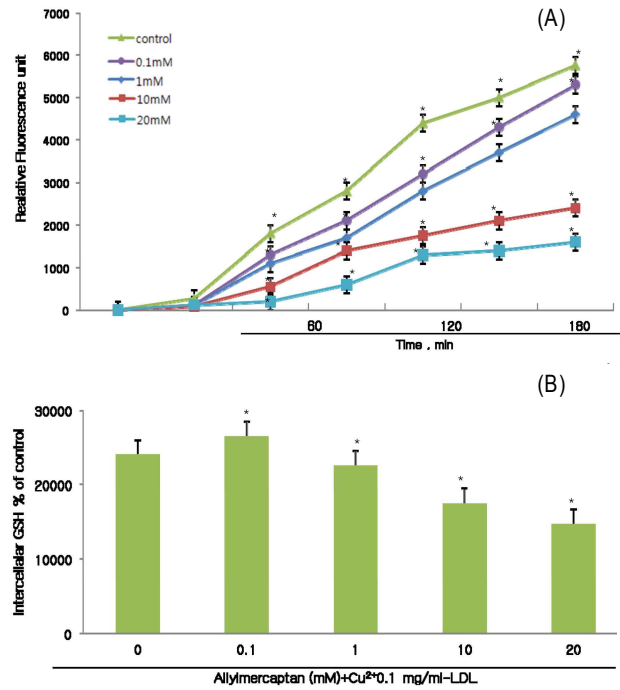 (A)
7000
6000
5000
4000
3000
2000
1000
0
Realative Fluorescence unit
control
0.1mM
1mM
10mM
20mM
60 120 180
Time , min
(B)
30000
20000
10000
0
Intercellalar GSH % of control
0 0.1 1 10 20
Allylmercaptan (mM)+Cu²⁺0.1 mg/ml-LDL